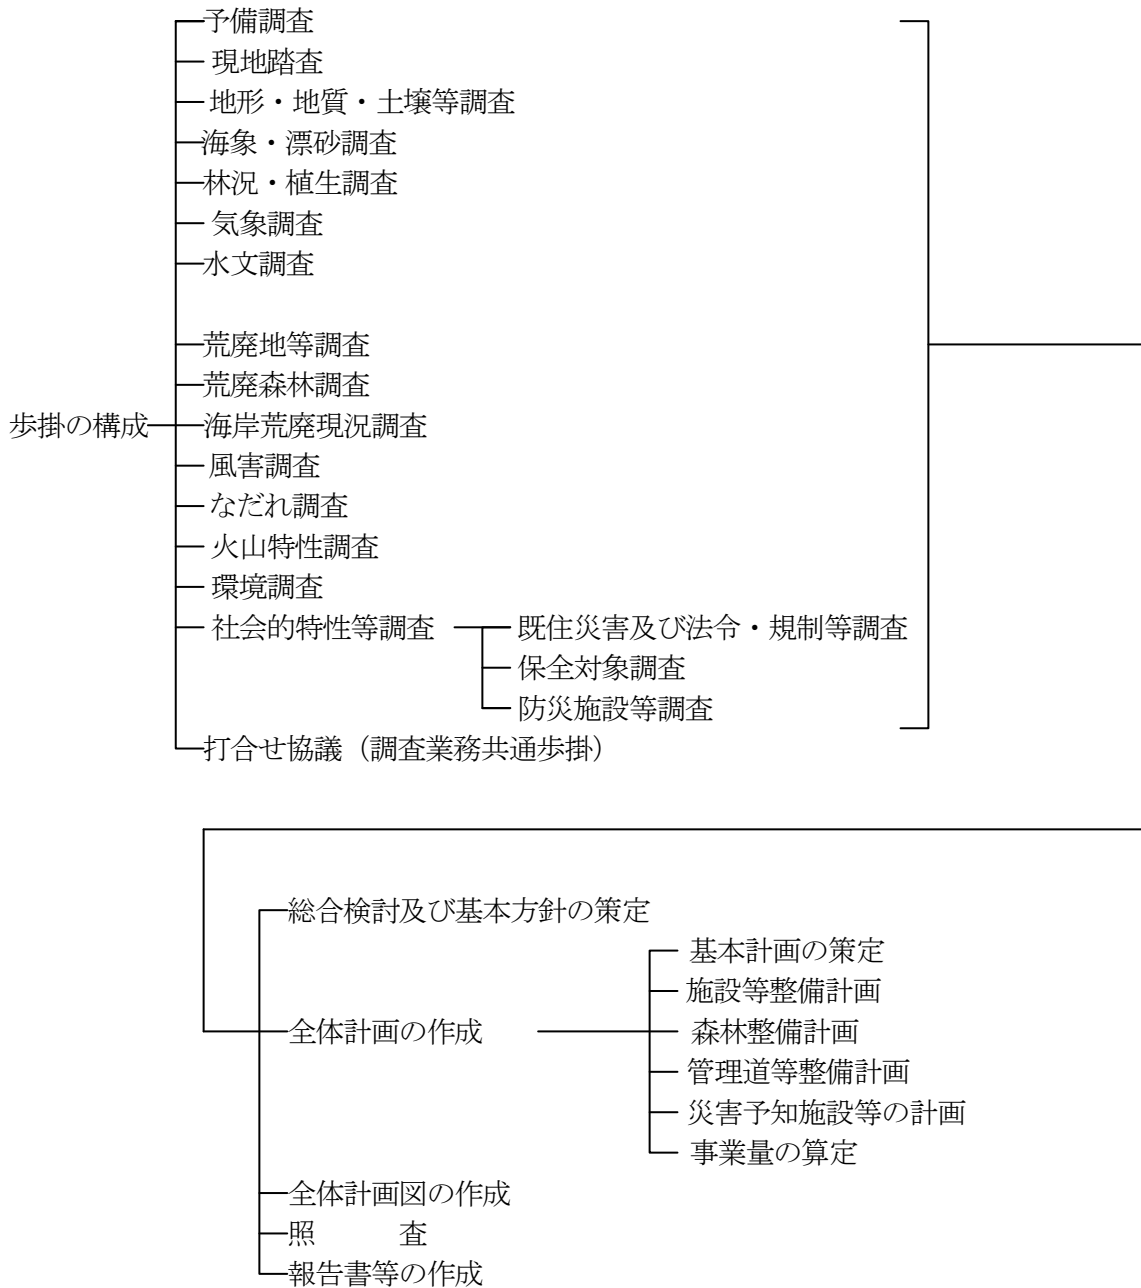 予備調査
現地踏査
地形・地質・土壌等調査
海象・漂砂調査
林況・植生調査
気象調査
水文調査
荒廃地等調査
荒廃森林調査
歩掛の構成
海岸荒廃現況調査
風害調査
なだれ調査
火山特性調査
環境調査
社会的特性等調査
既住災害及び法令・規制等調査
保全対象調査
防災施設等調査
打合せ協議（調査業務共通歩掛）
総合検討及び基本方針の策定
全体計画の作成
基本計画の策定
施設等整備計画
森林整備計画
管理道等整備計画
災害予知施設等の計画
事業量の算定
全体計画図の作成
照　　　査
報告書等の作成